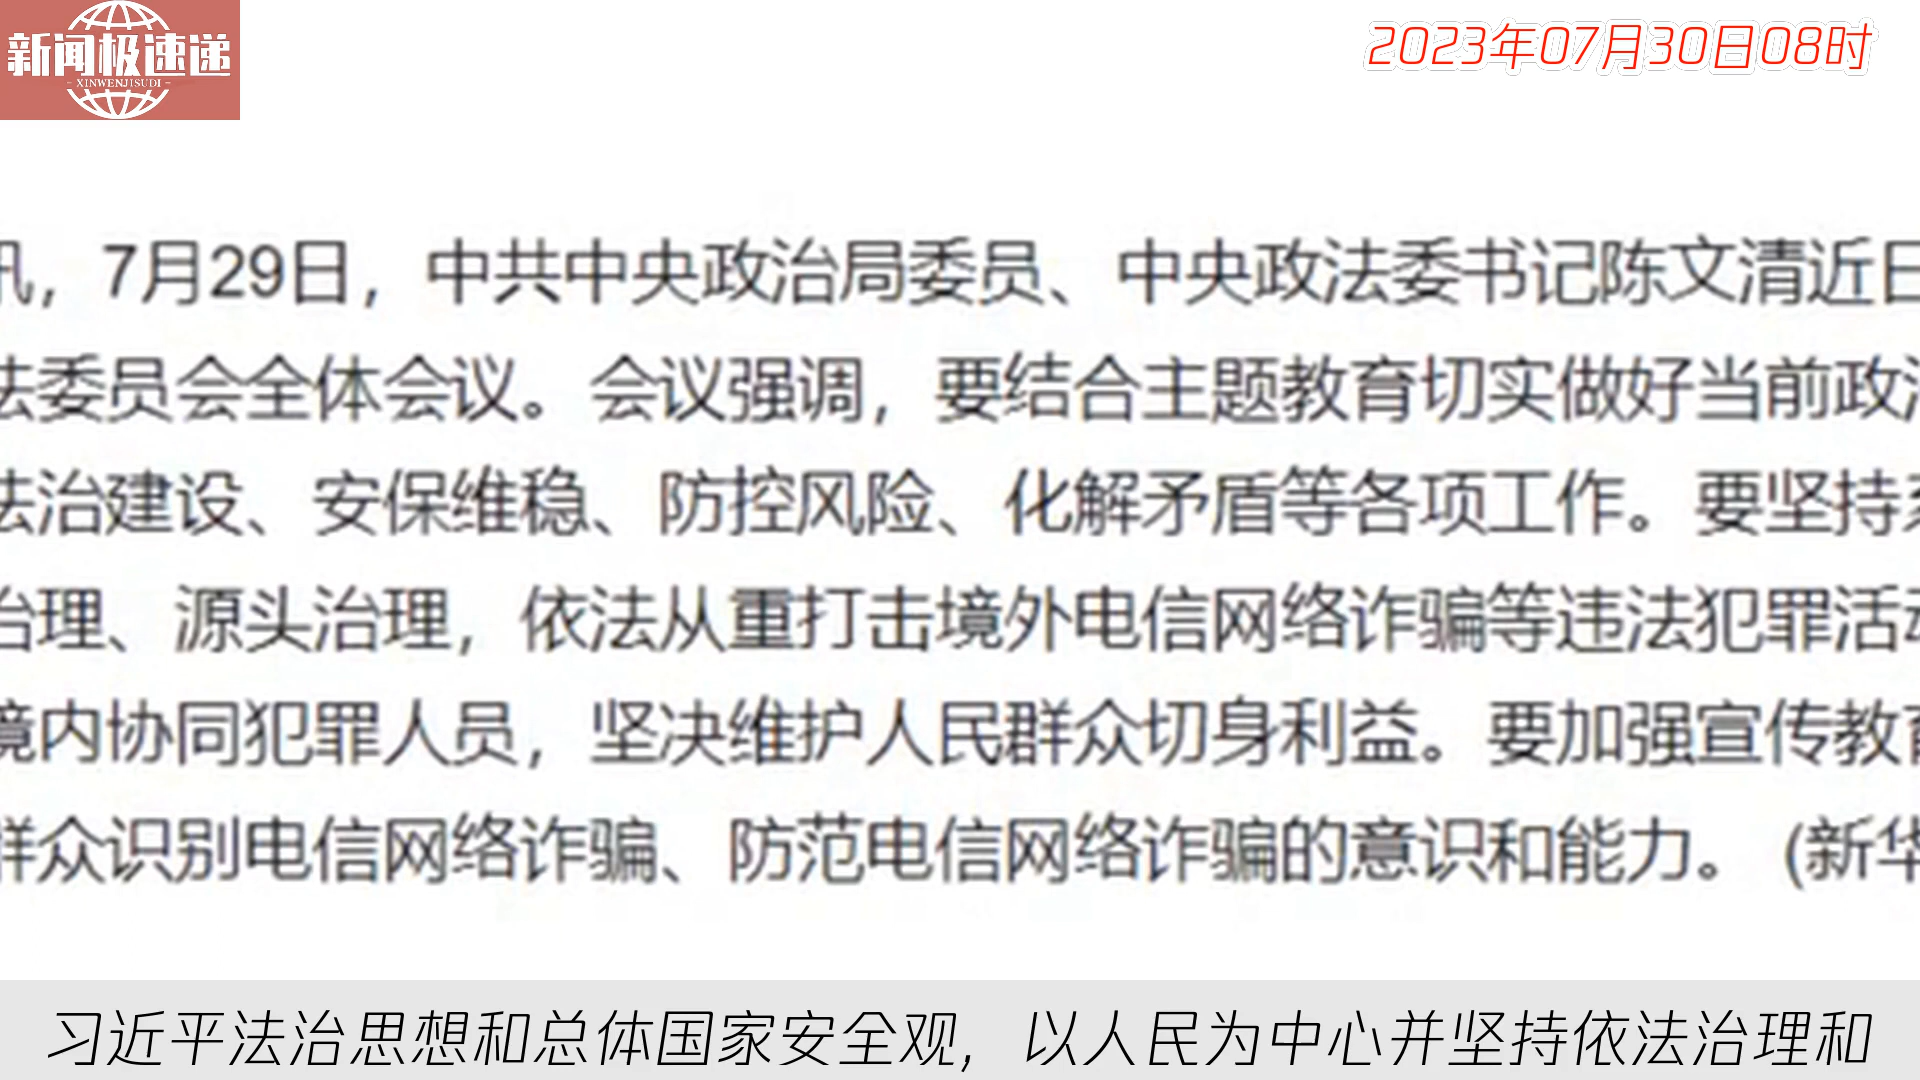 新闻极速递
XINWENJISUDI
2023年07月30日08时
讯，7月29日，中共中央政治局委员、中央政法委书记陈文清近日
法委员会全体会议。会议强调，要结合主题教育切实做好当前政法
法治建设、安保维稳、防控风险、化解矛盾等各项工作。要坚持系
治理、源头治理，依法从重打击境外电信网络诈骗等违法犯罪活动
境内协同犯罪人员，坚决维护人民群众切身利益。要加强宣传教育
群众识别电信网络诈骗、防范电信网络诈骗的意识和能力。（新华
习近平法治思想和总体国家安全观，以人民为中心并坚持依法治理和